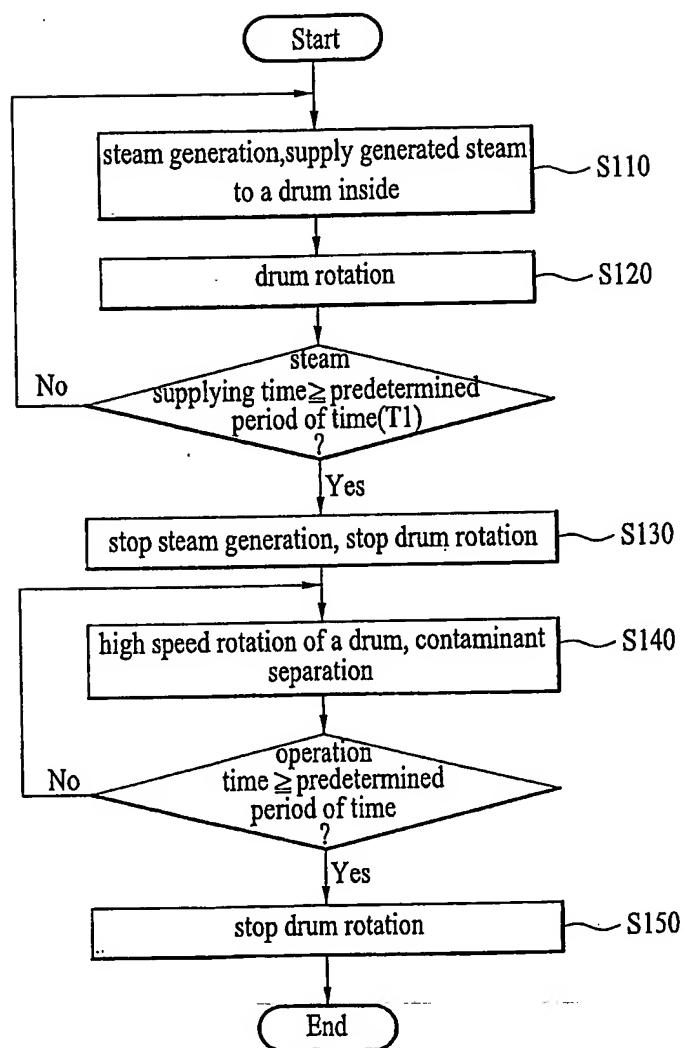 Start
steam generation,supply generated steam
to a drum inside
S110
drum rotation
S120
steam
supplying time≧predetermined
period of time(T1)
?
No
Yes
stop steam generation, stop drum rotation
S130
high speed rotation of a drum, contaminant
separation
S140
operation
time≧predetermined
period of time
?
No
Yes
stop drum rotation
S150
End